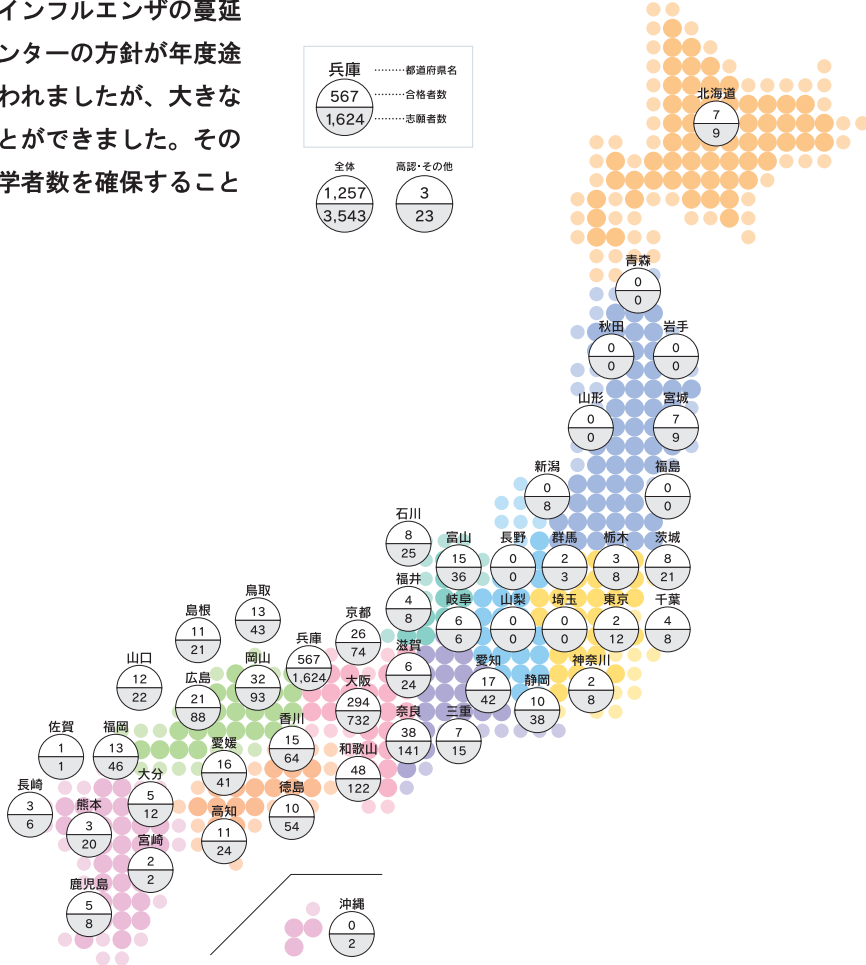 インフルエンザの蔓延
ンターの方針が年度途
われましたが、大きな
とができました。その
学者数を確保すること
兵庫
567
1,624
都道府県名
合格者数
志願者数
全体
1,257
3,543
高認・その他
3
23
北海道
7
9
青森
0
0
秋田
0
0
岩手
0
0
山形
0
0
宮城
7
9
新潟
0
8
福島
0
0
石川
8
25
富山
15
36
長野
0
0
群馬
2
3
栃木
3
8
茨城
8
21
福井
4
8
岐阜
6
6
山梨
0
0
埼玉
0
0
東京
2
12
千葉
4
8
鳥取
13
43
島根
11
21
京都
26
74
兵庫
567
1,624
滋賀
6
24
愛知
17
42
静岡
10
38
神奈川
2
8
山口
12
22
広島
21
88
岡山
32
93
大阪
294
732
奈良
38
141
三重
7
15
佐賀
1
1
福岡
13
46
愛媛
16
41
香川
15
64
和歌山
48
122
長崎
3
6
熊本
3
20
大分
5
12
高知
11
24
徳島
10
54
宮崎
2
2
鹿児島
5
8
沖縄
0
2